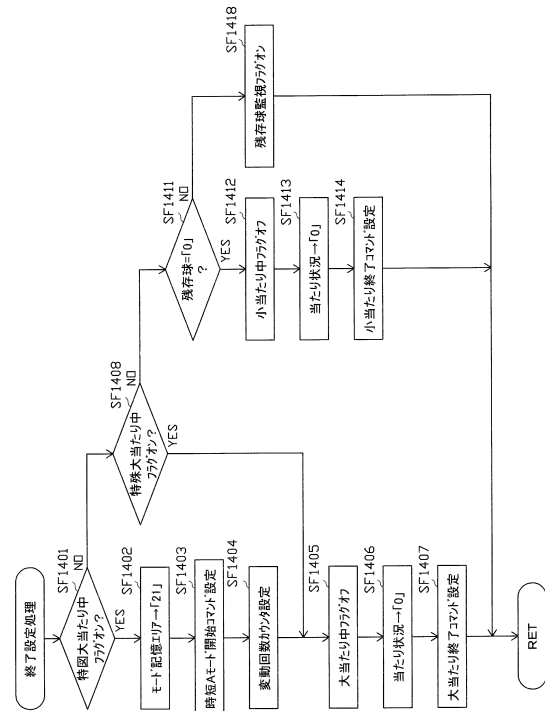 終了設定処理
SF1401
特図大当たり中
フラグオン？
NO
YES
SF1402
モード記憶エリア→「21」
SF1403
時短Aモード開始コマンド設定
SF1404
変動回数カウンタ設定
SF1408
特殊大当たり中
フラグオン？
NO
YES
SF1405
大当たり中フラグオフ
SF1406
当たり状況→「0」
SF1407
大当たり終了コマンド設定
SF1411
残存球=「0」
？
NO
YES
SF1412
小当たり中フラグオフ
SF1413
当たり状況→「0」
SF1414
小当たり終了コマンド設定
SF1418
残存球監視フラグオン
RET